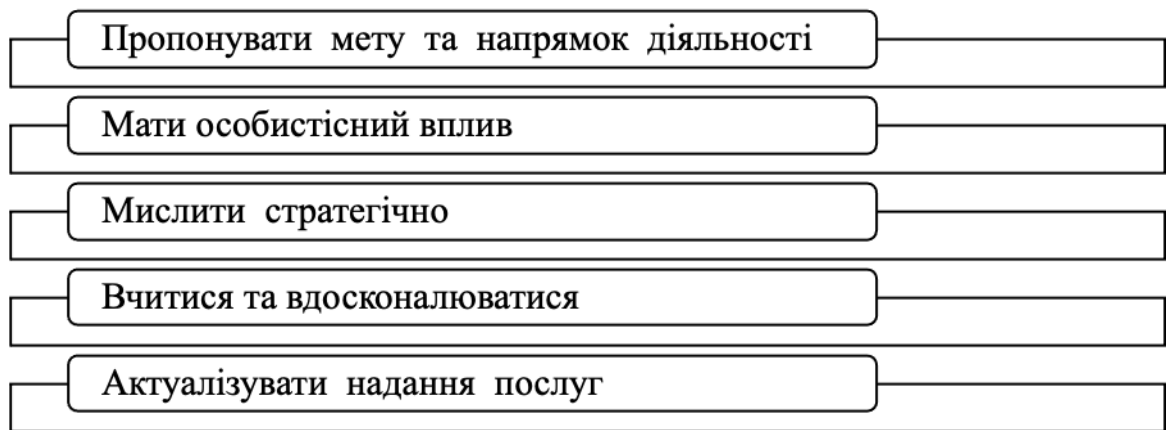 Пропонувати мету та напрямок діяльності
Мати особистісний вплив
Мислити стратегічно
Вчитися та вдосконалюватися
Актуалізувати надання послуг